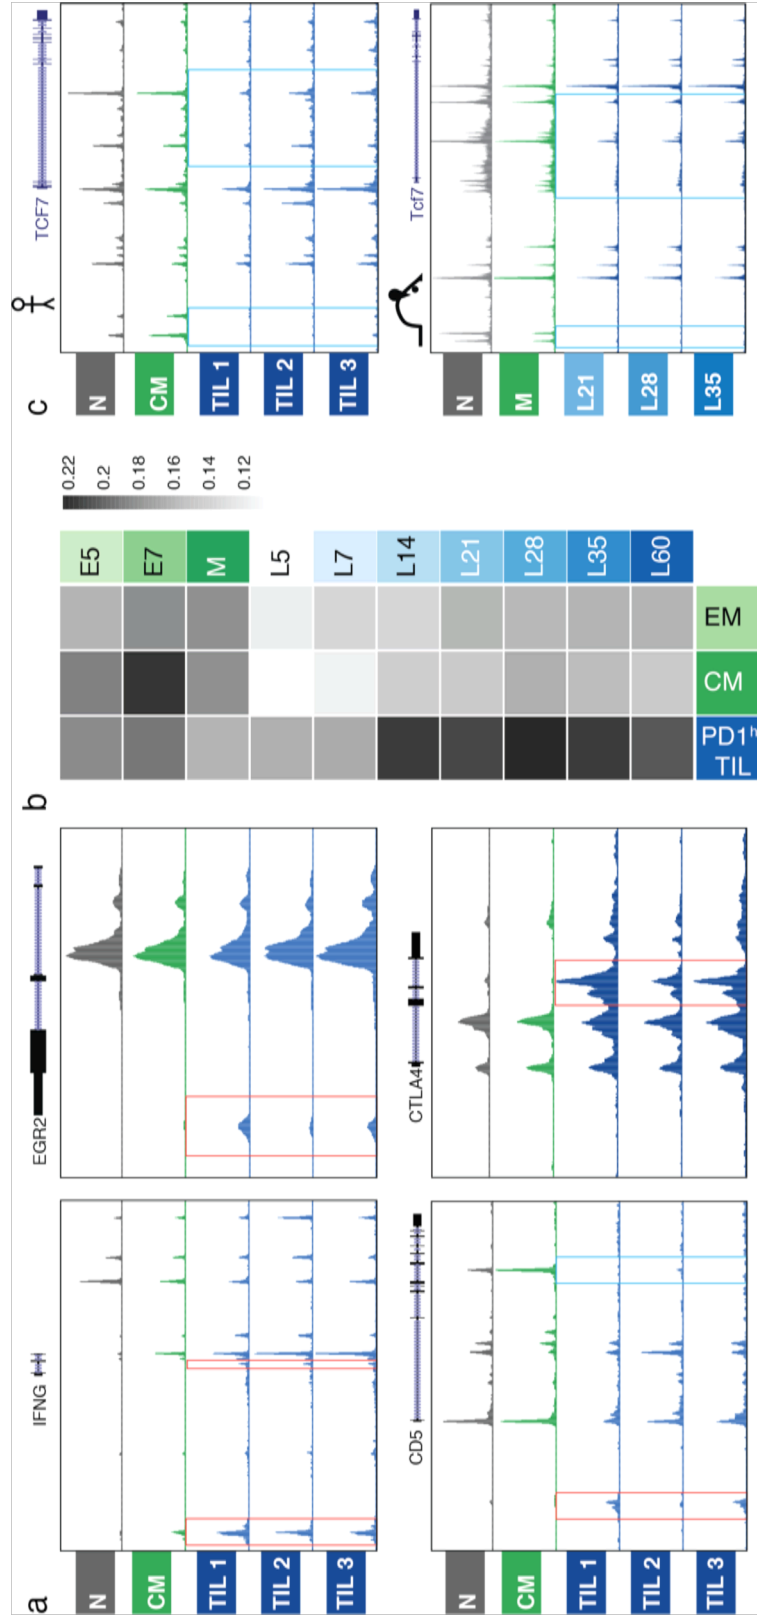 a
IFNG
N
CM
TIL 1
TIL 2
TIL 3
EGR2
CD5
N
CM
TIL 1
TIL 2
TIL 3
CTLA4
b
E5
E7
M
L5
L7
L14
L21
L28
L35
L60
PD1ʰ
TIL
CM
EM
0.22
0.2
0.18
0.16
0.14
0.12
c
TCF7
N
CM
TIL 1
TIL 2
TIL 3
Tcf7
N
M
L21
L28
L35